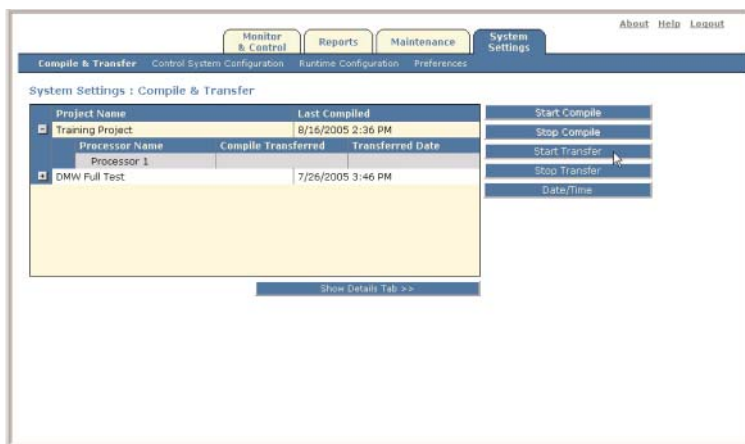 About Help Logout
Monitor & Control Reports Maintenance System Settings
Compile & Transfer Control System Configuration Runtime Configuration Preferences
System Settings : Compile & Transfer
Project Name Last Compiled
Training Project 8/16/2005 2:36 PM
Processor Name Compile Transferred Transferred Date
Processor 1
DMW Full Test 7/26/2005 3:46 PM
Start Compile
Stop Compile
Start Transfer
Stop Transfer
Date/Time
Show Details Tab >>